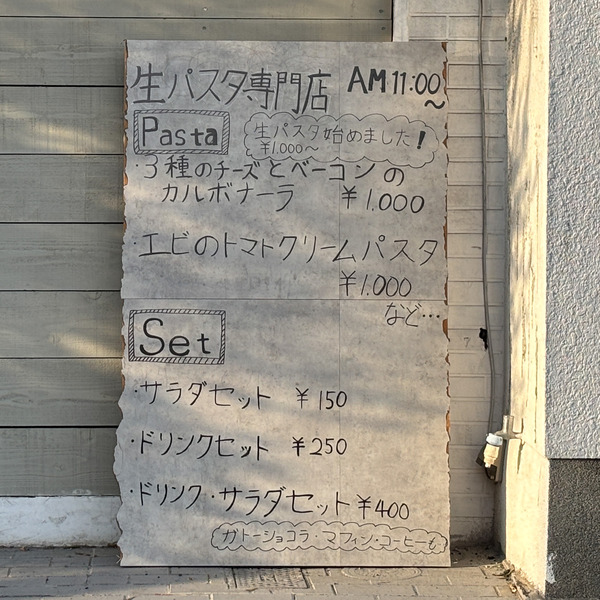 生パスタ専門店 AM 11:00~
Pasta
生パスタ始めました!
¥1,000~
・3種のチーズとベーコンの
カルボナーラ ¥1,000
・エビのトマトクリームパスタ
¥1,000
など…
Set
・サラダセット ¥150
・ドリンクセット ¥250
・ドリンク・サラダセット ¥400
ガトーショコラ・マフィン・コーヒーも